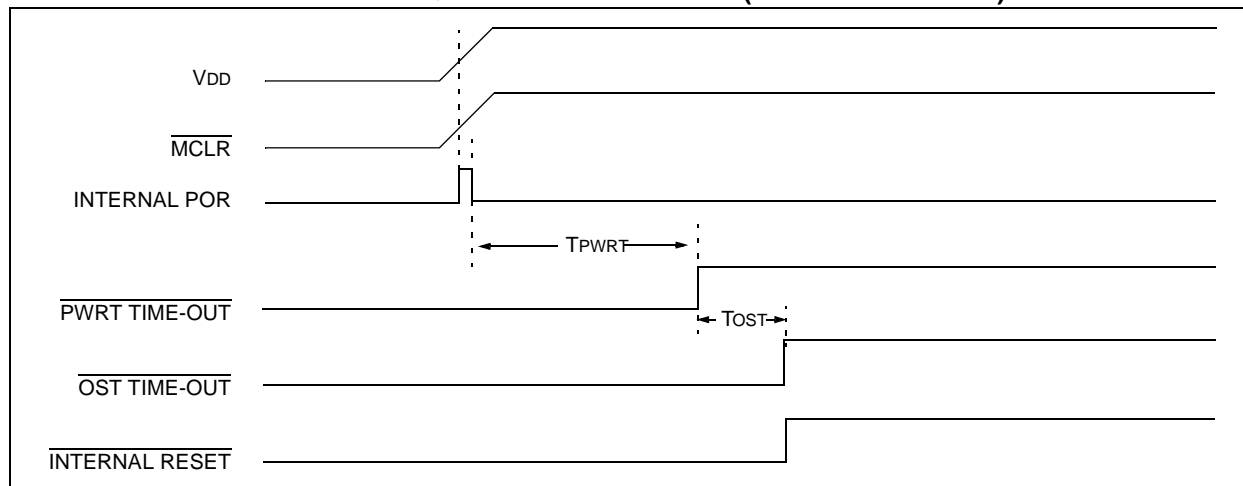 VDD
MCLR
INTERNAL POR
TPWRT
PWRT TIME-OUT
TOST
OST TIME-OUT
INTERNAL RESET